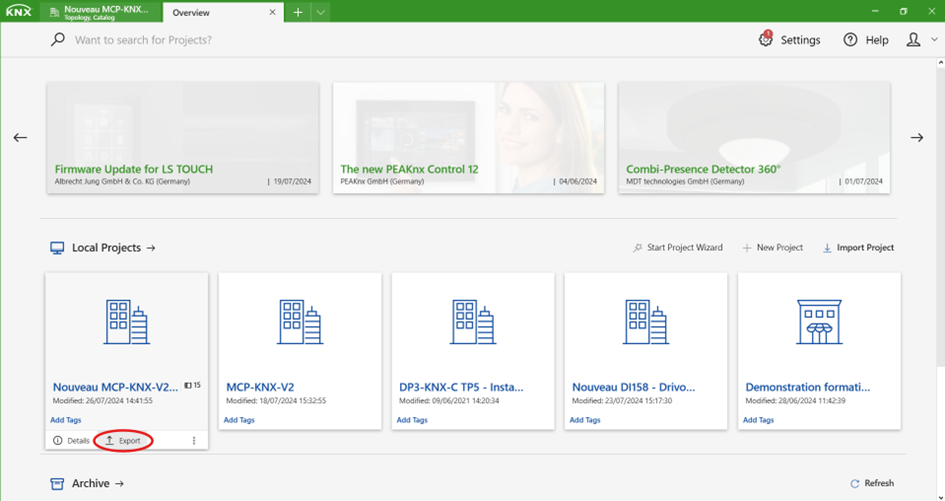 KNX
Nouveau MCP-KNX-V2...
Topology, Catalog
Overview
Want to search for Projects?
1
Settings
Help
Firmware Update for LS TOUCH
Albrecht Jung GmbH & Co. KG (Germany) | 19/07/2024
The new PEAKnx Control 12
PEAKnx GmbH (Germany) | 04/06/2024
Combi-Presence Detector 360°
MDT technologies GmbH (Germany) | 01/07/2024
Local Projects
Start Project Wizard
New Project
Import Project
Nouveau MCP-KNX-V2... 15
Modified: 26/07/2024 14:41:55
Add Tags
Details
Export
MCP-KNX-V2
Modified: 18/07/2024 15:32:55
Add Tags
DP3-KNX-C TP5 - Insta...
Modified: 09/06/2021 14:20:34
Add Tags
Nouveau DI158 - Drivo...
Modified: 23/07/2024 15:17:30
Add Tags
Demonstration formati...
Modified: 28/06/2024 11:42:39
Add Tags
Archive
Refresh